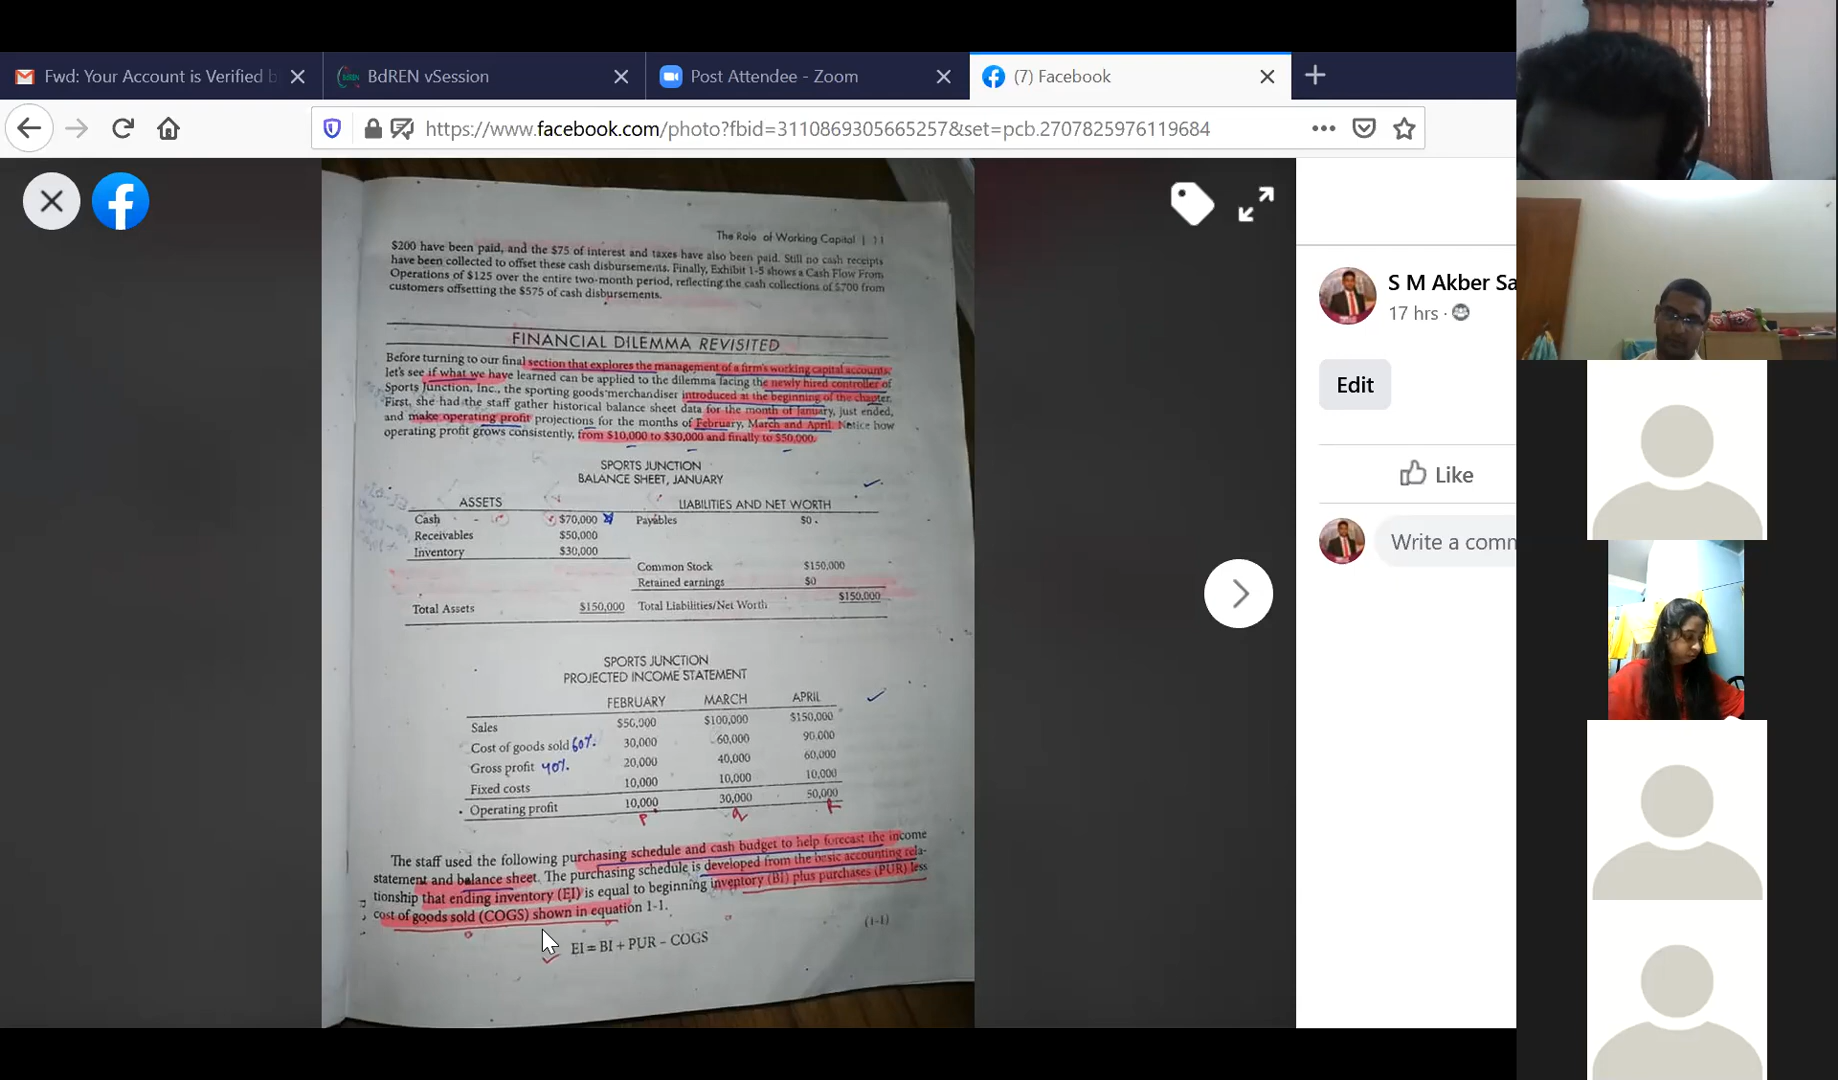 Fwd: Your Account is Verified b
BdREN vSession
Post Attendee - Zoom
(7) Facebook
https://www.facebook.com/photo?fbid=3110869305665257&set=pcb.2707825976119684
The Role of Working Capital | 11
$200 have been paid, and the $75 of interest and taxes have also been paid. Still no cash receipts
have been collected to offset these cash disbursements. Finally, Exhibit 1-5 shows a Cash Flow From
Operations of $125 over the entire two-month period, reflecting the cash collections of $700 from
customers offsetting the $575 of cash disbursements.
FINANCIAL DILEMMA REVISITED
Before turning to our final section that explores the management of a firm's working capital accounts,
let's see if what we have learned can be applied to the dilemma facing the newly hired controller of
Sports Junction, Inc., the sporting goods merchandiser introduced at the beginning of the chapter.
First, she had the staff gather historical balance sheet data for the month of January, just ended,
and make operating profit projections for the months of February, March and April. Notice how
operating profit grows consistently, from $10,000 to $30,000 and finally to $50,000.
SPORTS JUNCTION
BALANCE SHEET, JANUARY
ASSETS LIABILITIES AND NET WORTH
Cash $70,000 Payables $0
Receivables $50,000
Inventory $30,000
Common Stock $150,000
Retained earnings $0
$150,000
Total Assets $150,000 Total Liabilities/Net Worth
SPORTS JUNCTION
PROJECTED INCOME STATEMENT
FEBRUARY MARCH APRIL
Sales $50,000 $100,000 $150,000
Cost of goods sold 60% 30,000 60,000 90,000
Gross profit 40% 20,000 40,000 60,000
Fixed costs 10,000 10,000 10,000
Operating profit 10,000 30,000 50,000
P q R
The staff used the following purchasing schedule and cash budget to help forecast the income
statement and balance sheet. The purchasing schedule is developed from the basic accounting rela-
tionship that ending inventory (EI) is equal to beginning inventory (BI) plus purchases (PUR) less
cost of goods sold (COGS) shown in equation 1-1.
EI = BI + PUR – COGS (1-1)
S M Akber Sa
17 hrs ·
Edit
Like
Write a comm